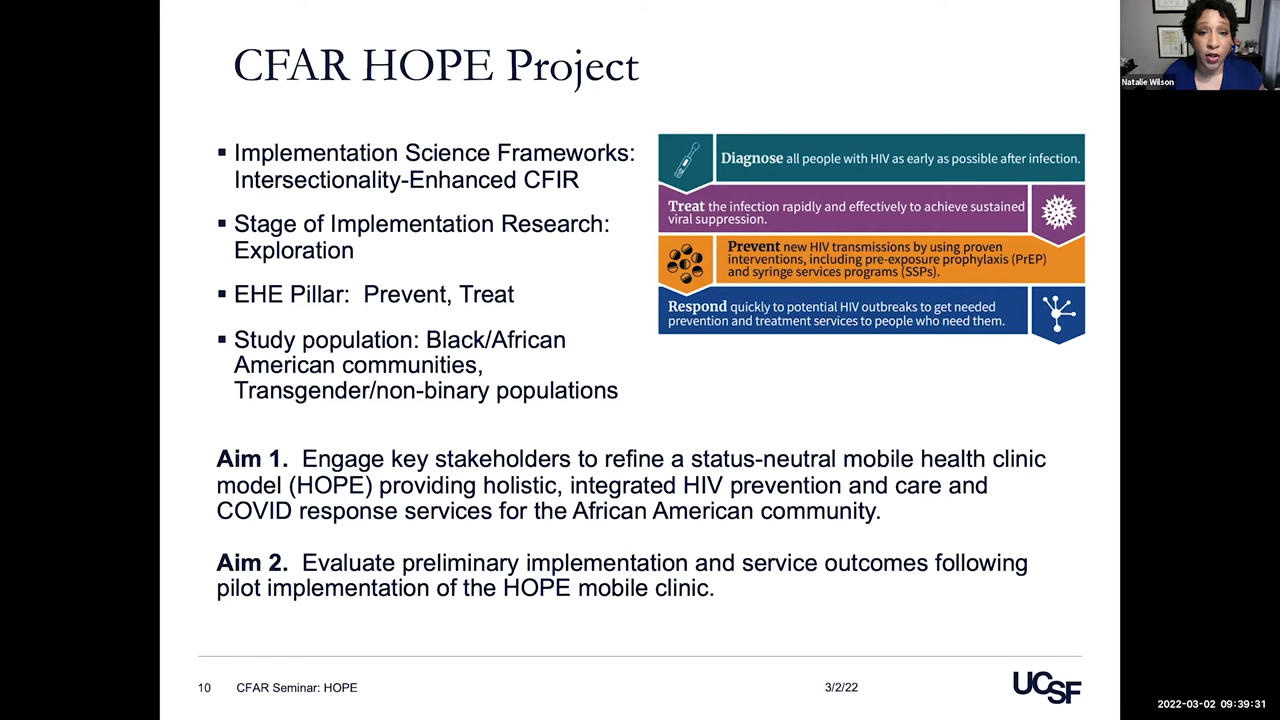 CFAR HOPE Project
Natalie Wilson
▪ Implementation Science Frameworks:
Intersectionality-Enhanced CFIR
▪ Stage of Implementation Research:
Exploration
▪ EHE Pillar: Prevent, Treat
▪ Study population: Black/African
American communities,
Transgender/non-binary populations
Diagnose all people with HIV as early as possible after infection.
Treat the infection rapidly and effectively to achieve sustained
viral suppression.
Prevent new HIV transmissions by using proven
interventions, including pre-exposure prophylaxis (PrEP)
and syringe services programs (SSPs).
Respond quickly to potential HIV outbreaks to get needed
prevention and treatment services to people who need them.
Aim 1. Engage key stakeholders to refine a status-neutral mobile health clinic
model (HOPE) providing holistic, integrated HIV prevention and care and
COVID response services for the African American community.
Aim 2. Evaluate preliminary implementation and service outcomes following
pilot implementation of the HOPE mobile clinic.
10 CFAR Seminar: HOPE 3/2/22 UCSF
2022-03-02 09:39:31